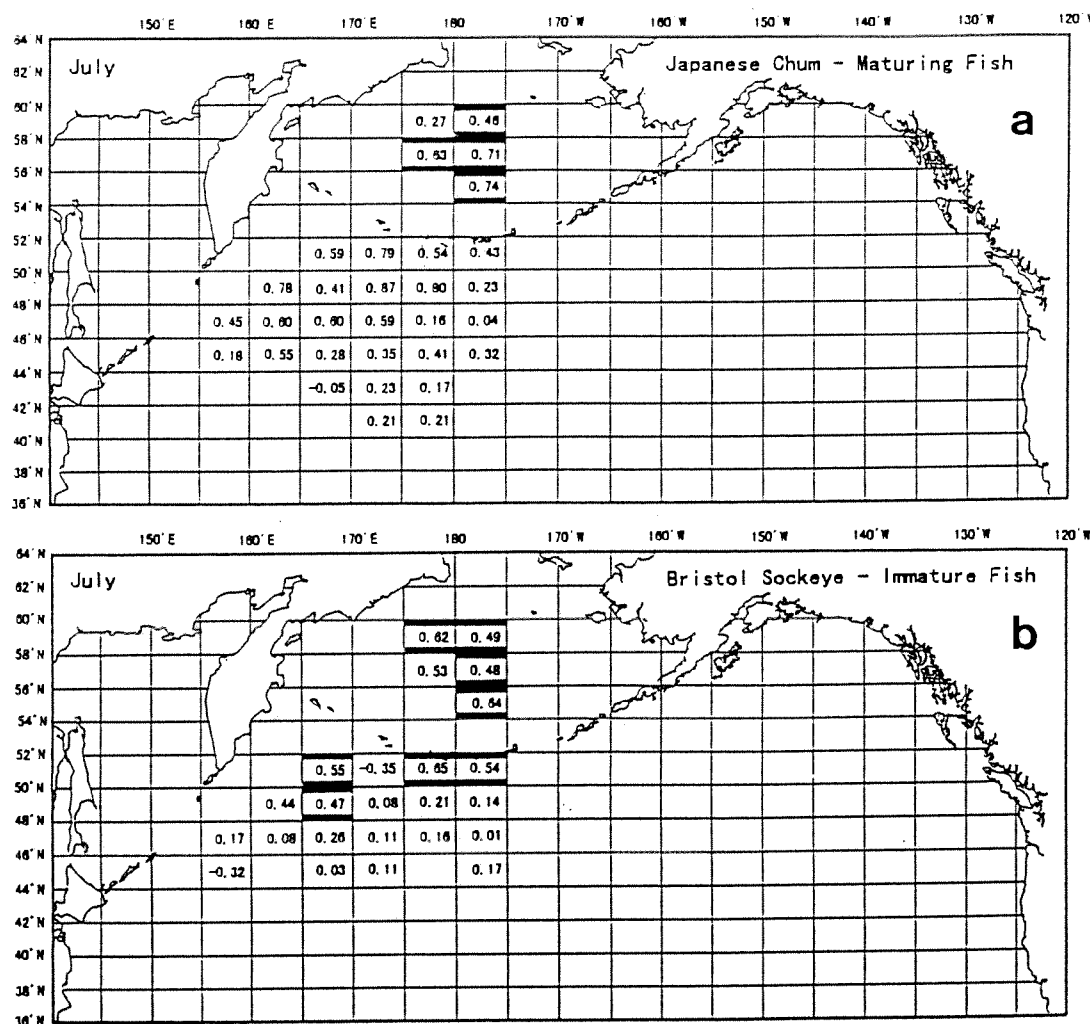 150°E 160°E 170°E 180 170°W 160°W 150°W 140°W 130°W 120°W
64°N
July Japanese Chum - Maturing Fish
62°N
60°N
0.27 0.46 a
58°N
0.63 0.71
56°N
0.74
54°N
52°N
0.59 0.79 0.54 0.43
50°N
0.78 0.41 0.87 0.80 0.23
48°N
0.45 0.60 0.60 0.59 0.16 0.04
46°N
0.18 0.55 0.28 0.35 0.41 0.32
44°N
-0.05 0.23 0.17
42°N
0.21 0.21
40°N
38°N
36°N
150°E 160°E 170°E 180 170°W 160°W 150°W 140°W 130°W 120°W
64°N
July Bristol Sockeye - Immature Fish
62°N
60°N
0.62 0.49 b
58°N
0.53 0.48
56°N
0.64
54°N
52°N
0.55 -0.35 0.65 0.54
50°N
0.44 0.47 0.08 0.21 0.14
48°N
0.17 0.08 0.26 0.11 0.16 0.01
46°N
-0.32 0.03 0.11 0.17
44°N
42°N
40°N
38°N
36°N